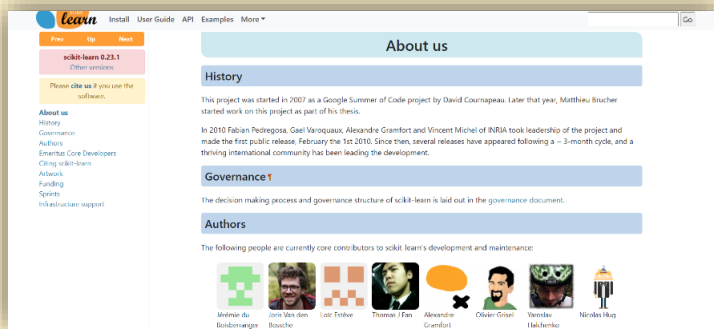 learn Install User Guide API Examples More Go
Prev Up Next
scikit-learn 0.23.1
Other versions
Please cite us if you use the
software.
About us
History
Governance
Authors
Emeritus Core Developers
Citing scikit-learn
Artwork
Funding
Sprints
Infrastructure support
About us
History
This project was started in 2007 as a Google Summer of Code project by David Cournapeau. Later that year, Matthieu Brucher
started work on this project as part of his thesis.
In 2010 Fabian Pedregosa, Gael Varoquaux, Alexandre Gramfort and Vincent Michel of INRIA took leadership of the project and
made the first public release, February the 1st 2010. Since then, several releases have appeared following a ~ 3-month cycle, and a
thriving international community has been leading the development.
Governance¶
The decision making process and governance structure of scikit-learn is laid out in the governance document.
Authors
The following people are currently core contributors to scikit-learn's development and maintenance:
Jérémie du Joris Van den Loïc Estève Thomas J Fan Alexandre Olivier Grisel Yaroslav Nicolas Hug
Boisberranger Bossche Gramfort Halchenko